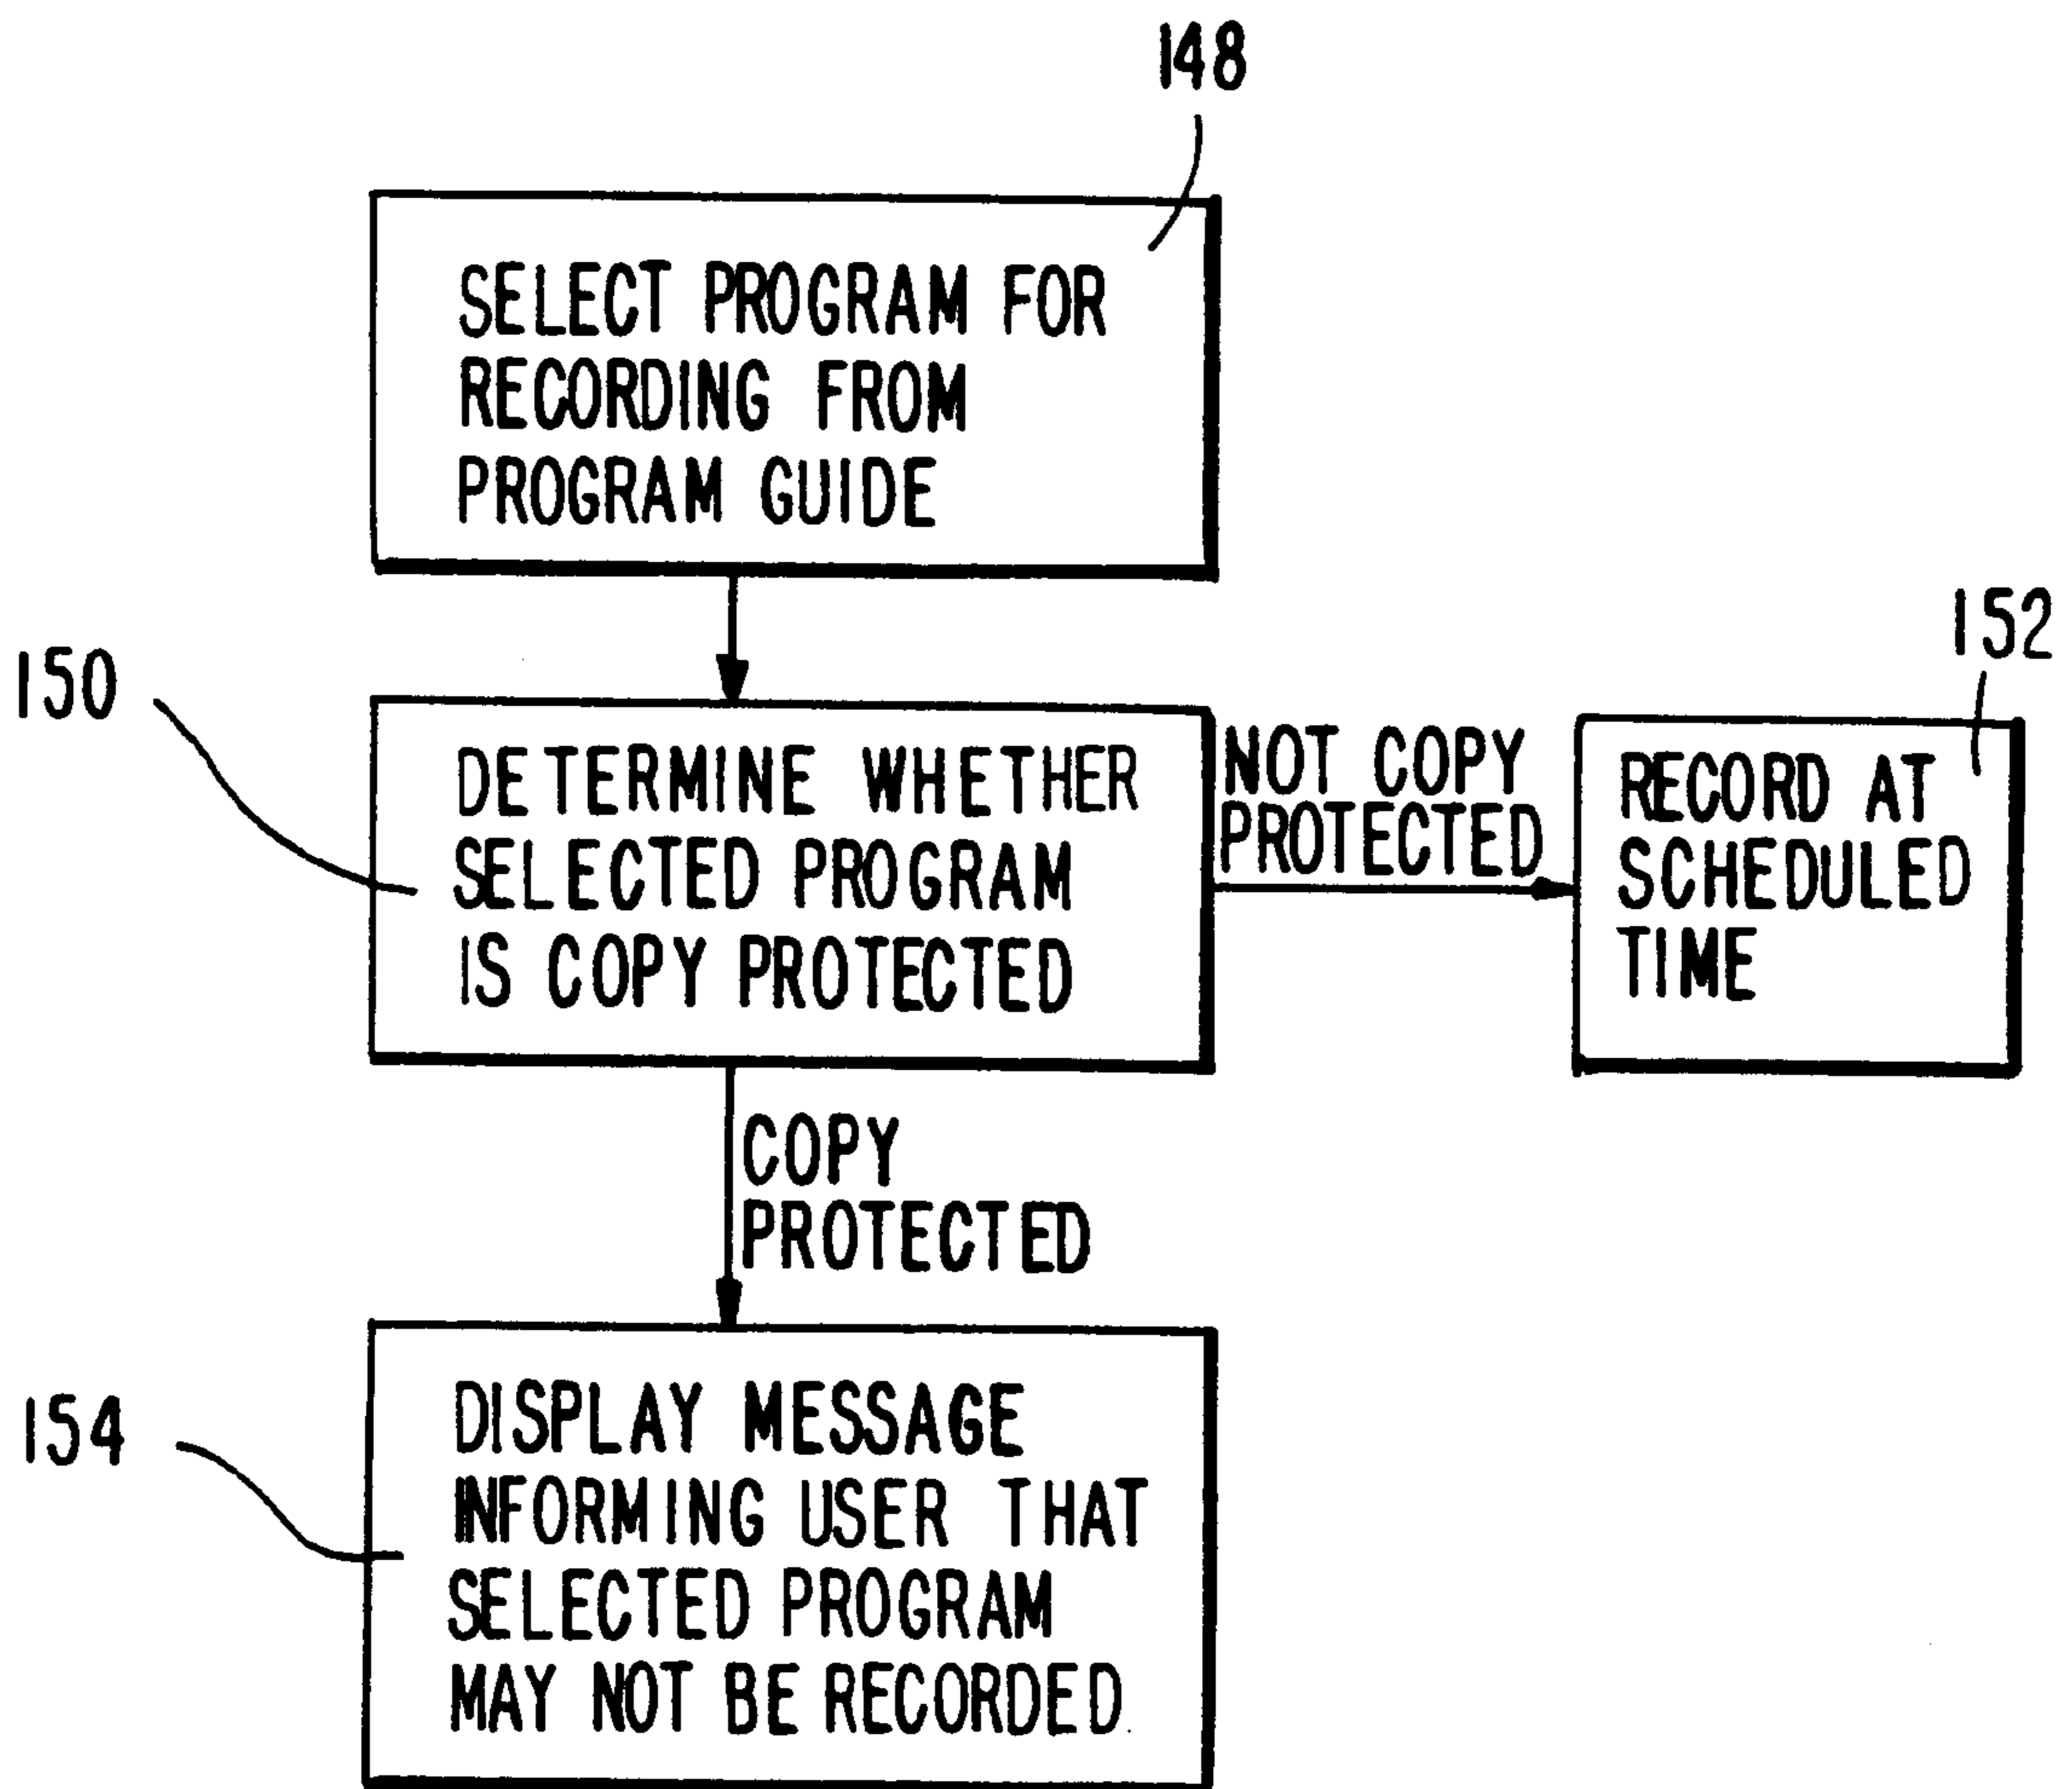 148
SELECT PROGRAM FOR
RECORDING FROM
PROGRAM GUIDE
150
DETERMINE WHETHER
SELECTED PROGRAM
IS COPY PROTECTED
NOT COPY
PROTECTED
152
RECORD AT
SCHEDULED
TIME
COPY
PROTECTED
154
DISPLAY MESSAGE
INFORMING USER THAT
SELECTED PROGRAM
MAY NOT BE RECORDED